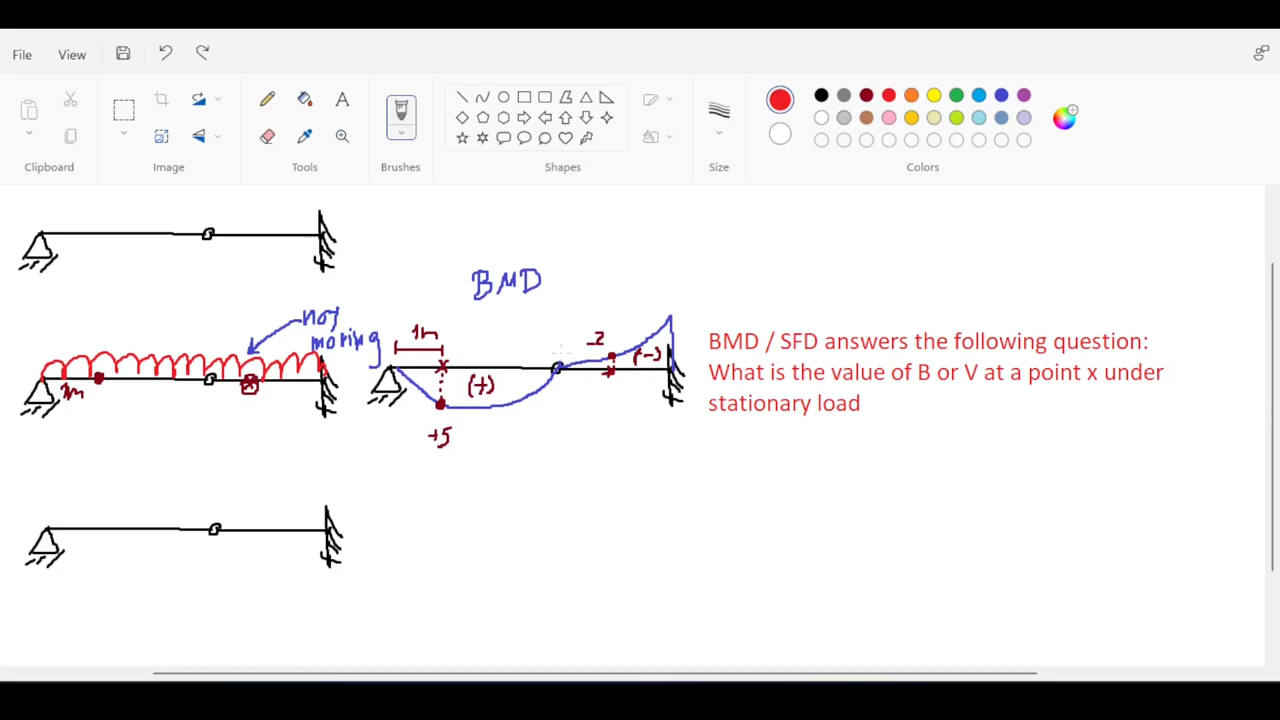 File View
Clipboard Image Tools Brushes Shapes Size Colors
BMD
not
moving
1m
-2
(-)
(+)
+5
1m
BMD / SFD answers the following question:
What is the value of B or V at a point x under
stationary load